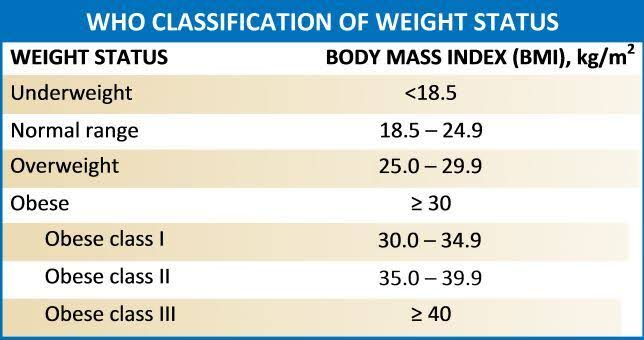 WHO CLASSIFICATION OF WEIGHT STATUS
WEIGHT STATUS BODY MASS INDEX (BMI), kg/m²
Underweight <18.5
Normal range 18.5 – 24.9
Overweight 25.0 – 29.9
Obese ≥ 30
Obese class I 30.0 – 34.9
Obese class II 35.0 – 39.9
Obese class III ≥ 40